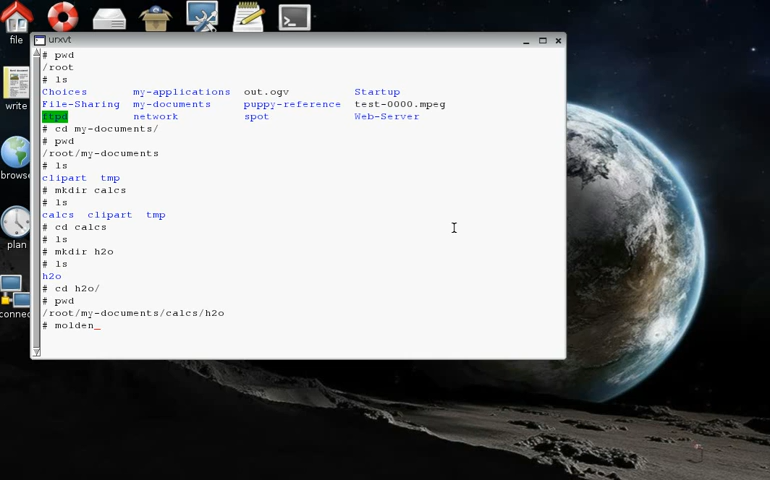 file
write
brows
plan
connec
urxvt
# pwd
/root
# ls
Choices my-applications out.ogv Startup
File-Sharing my-documents puppy-reference test-0000.mpeg
ftpd network spot Web-Server
# cd my-documents/
# pwd
/root/my-documents
# ls
clipart tmp
# mkdir calcs
# ls
calcs clipart tmp
# cd calcs
# ls
# mkdir h2o
# ls
h2o
# cd h2o/
# pwd
/root/my-documents/calcs/h2o
# molden_